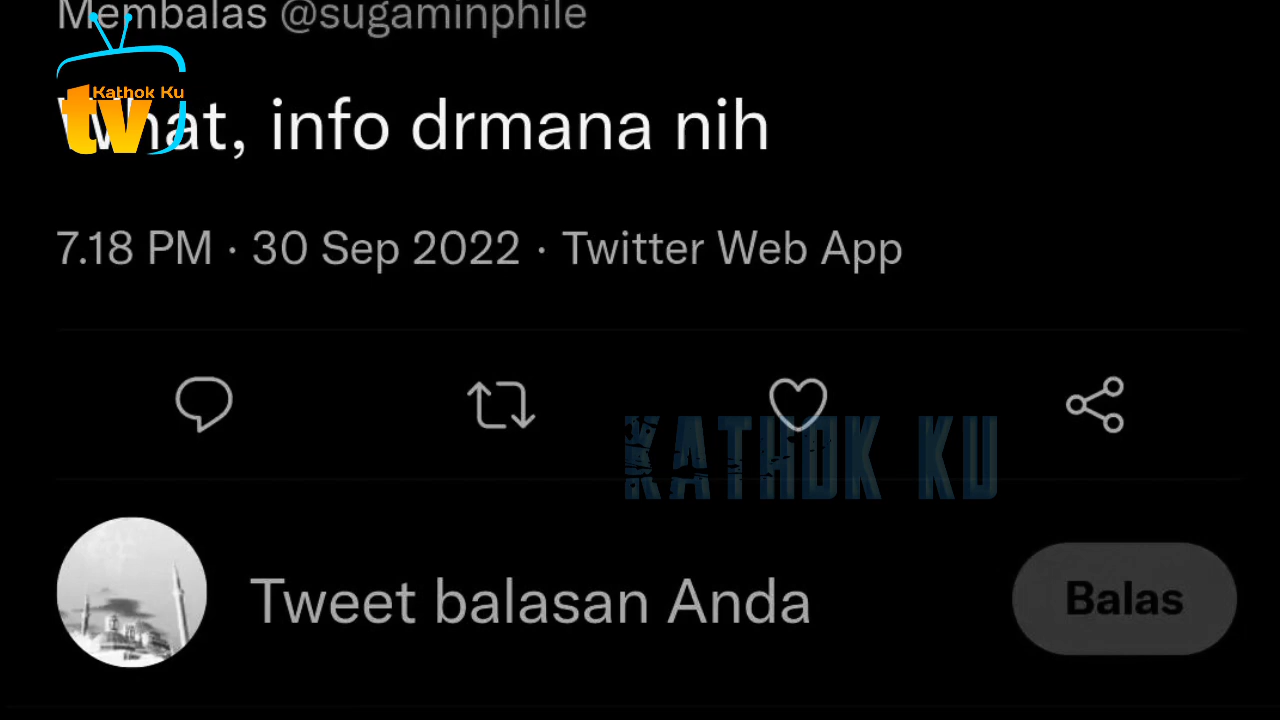 Membalas @sugaminphile
Kathok Ku
tv
What, info drmana nih
7.18 PM · 30 Sep 2022 · Twitter Web App
KATHOK KU
Tweet balasan Anda
Balas